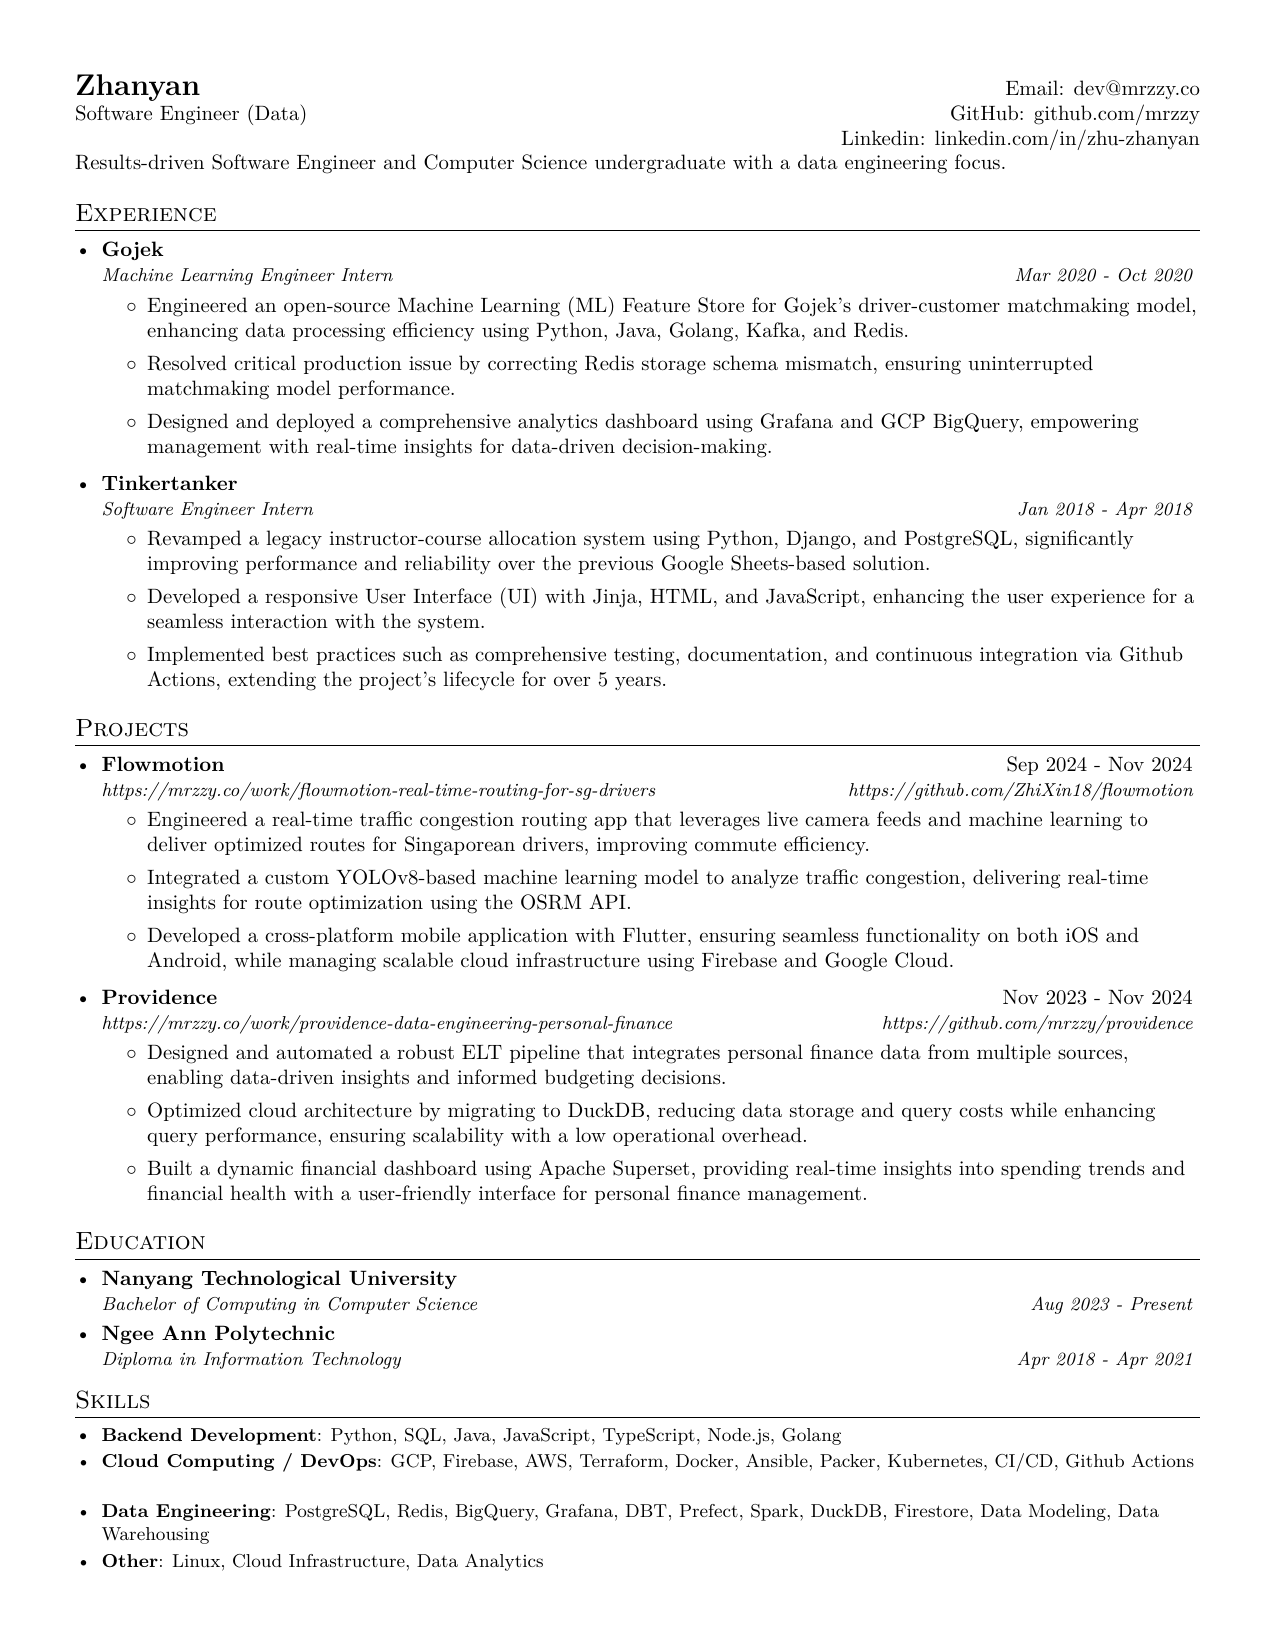 Zhanyan
Email: dev@mrzzy.co
Software Engineer (Data)
GitHub: github.com/mrzzy
Linkedin: linkedin.com/in/zhu-zhanyan
Results-driven Software Engineer and Computer Science undergraduate with a data engineering focus.
Experience
• Gojek
Machine Learning Engineer Intern Mar 2020 - Oct 2020
◦ Engineered an open-source Machine Learning (ML) Feature Store for Gojek's driver-customer matchmaking model,
enhancing data processing efficiency using Python, Java, Golang, Kafka, and Redis.
◦ Resolved critical production issue by correcting Redis storage schema mismatch, ensuring uninterrupted
matchmaking model performance.
◦ Designed and deployed a comprehensive analytics dashboard using Grafana and GCP BigQuery, empowering
management with real-time insights for data-driven decision-making.
• Tinkertanker
Software Engineer Intern Jan 2018 - Apr 2018
◦ Revamped a legacy instructor-course allocation system using Python, Django, and PostgreSQL, significantly
improving performance and reliability over the previous Google Sheets-based solution.
◦ Developed a responsive User Interface (UI) with Jinja, HTML, and JavaScript, enhancing the user experience for a
seamless interaction with the system.
◦ Implemented best practices such as comprehensive testing, documentation, and continuous integration via Github
Actions, extending the project's lifecycle for over 5 years.
Projects
• Flowmotion Sep 2024 - Nov 2024
https://mrzzy.co/work/flowmotion-real-time-routing-for-sg-drivers https://github.com/ZhiXin18/flowmotion
◦ Engineered a real-time traffic congestion routing app that leverages live camera feeds and machine learning to
deliver optimized routes for Singaporean drivers, improving commute efficiency.
◦ Integrated a custom YOLOv8-based machine learning model to analyze traffic congestion, delivering real-time
insights for route optimization using the OSRM API.
◦ Developed a cross-platform mobile application with Flutter, ensuring seamless functionality on both iOS and
Android, while managing scalable cloud infrastructure using Firebase and Google Cloud.
• Providence Nov 2023 - Nov 2024
https://mrzzy.co/work/providence-data-engineering-personal-finance https://github.com/mrzzy/providence
◦ Designed and automated a robust ELT pipeline that integrates personal finance data from multiple sources,
enabling data-driven insights and informed budgeting decisions.
◦ Optimized cloud architecture by migrating to DuckDB, reducing data storage and query costs while enhancing
query performance, ensuring scalability with a low operational overhead.
◦ Built a dynamic financial dashboard using Apache Superset, providing real-time insights into spending trends and
financial health with a user-friendly interface for personal finance management.
Education
• Nanyang Technological University
Bachelor of Computing in Computer Science Aug 2023 - Present
• Ngee Ann Polytechnic
Diploma in Information Technology Apr 2018 - Apr 2021
Skills
• Backend Development: Python, SQL, Java, JavaScript, TypeScript, Node.js, Golang
• Cloud Computing / DevOps: GCP, Firebase, AWS, Terraform, Docker, Ansible, Packer, Kubernetes, CI/CD, Github Actions
• Data Engineering: PostgreSQL, Redis, BigQuery, Grafana, DBT, Prefect, Spark, DuckDB, Firestore, Data Modeling, Data
Warehousing
• Other: Linux, Cloud Infrastructure, Data Analytics